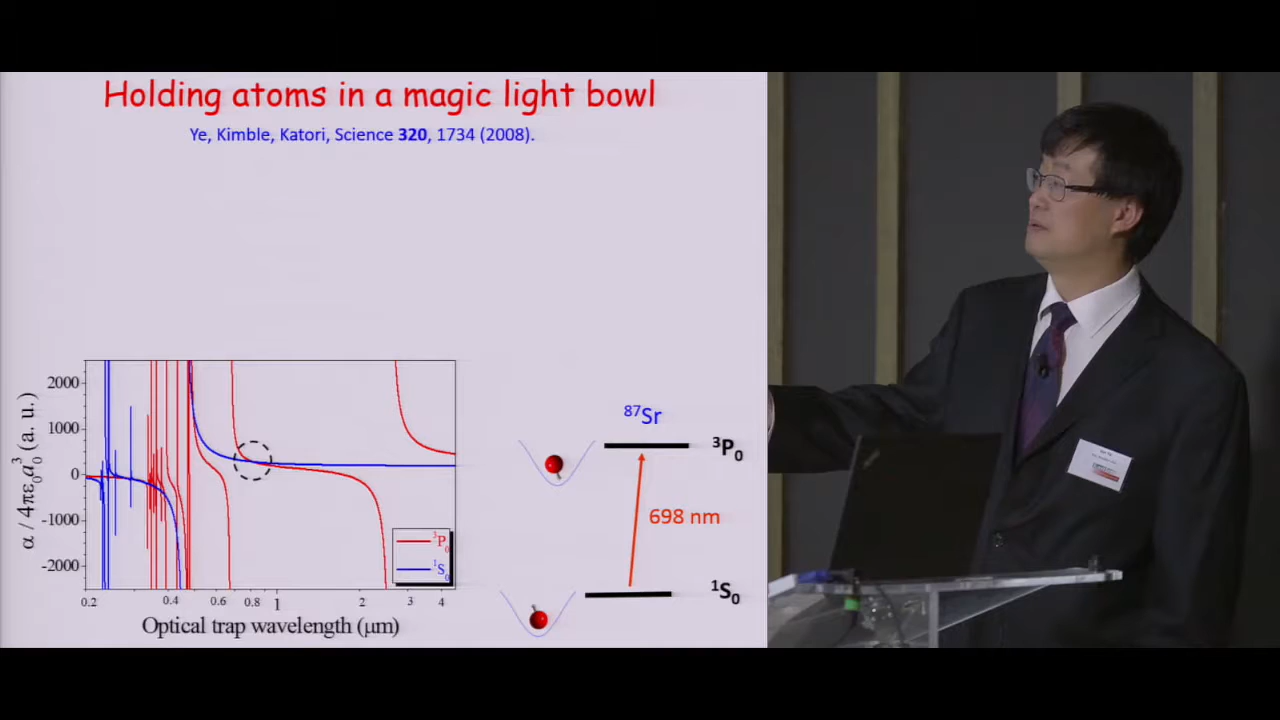 Holding atoms in a magic light bowl
Ye, Kimble, Katori, Science 320, 1734 (2008).
α / 4πε₀a₀³ (a. u.)
2000
1000
0
-1000
-2000
³P₀
¹S₀
0.2 0.4 0.6 0.8 1 2 3 4
Optical trap wavelength (μm)
⁸⁷Sr
³P₀
698 nm
¹S₀